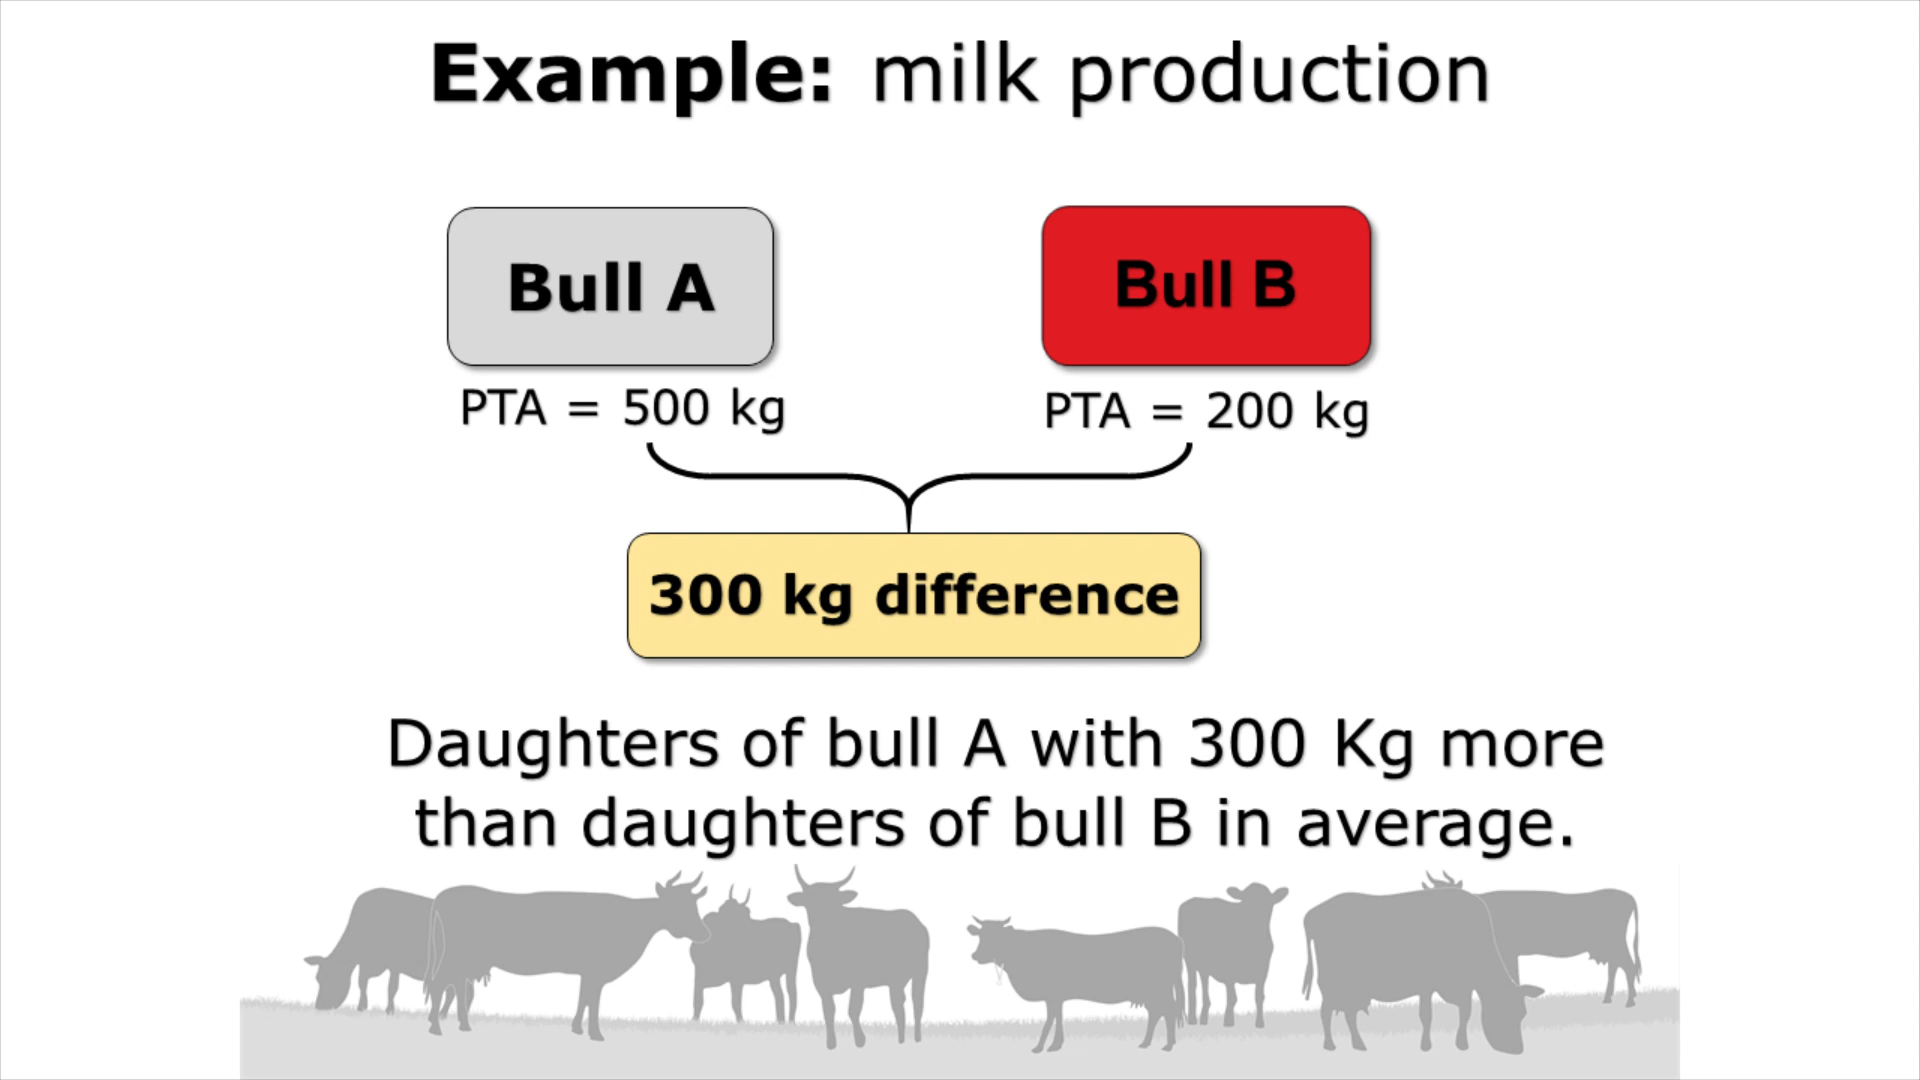 Example: milk production
Bull A
Bull B
PTA = 500 kg
PTA = 200 kg
300 kg difference
Daughters of bull A with 300 Kg more
than daughters of bull B in average.